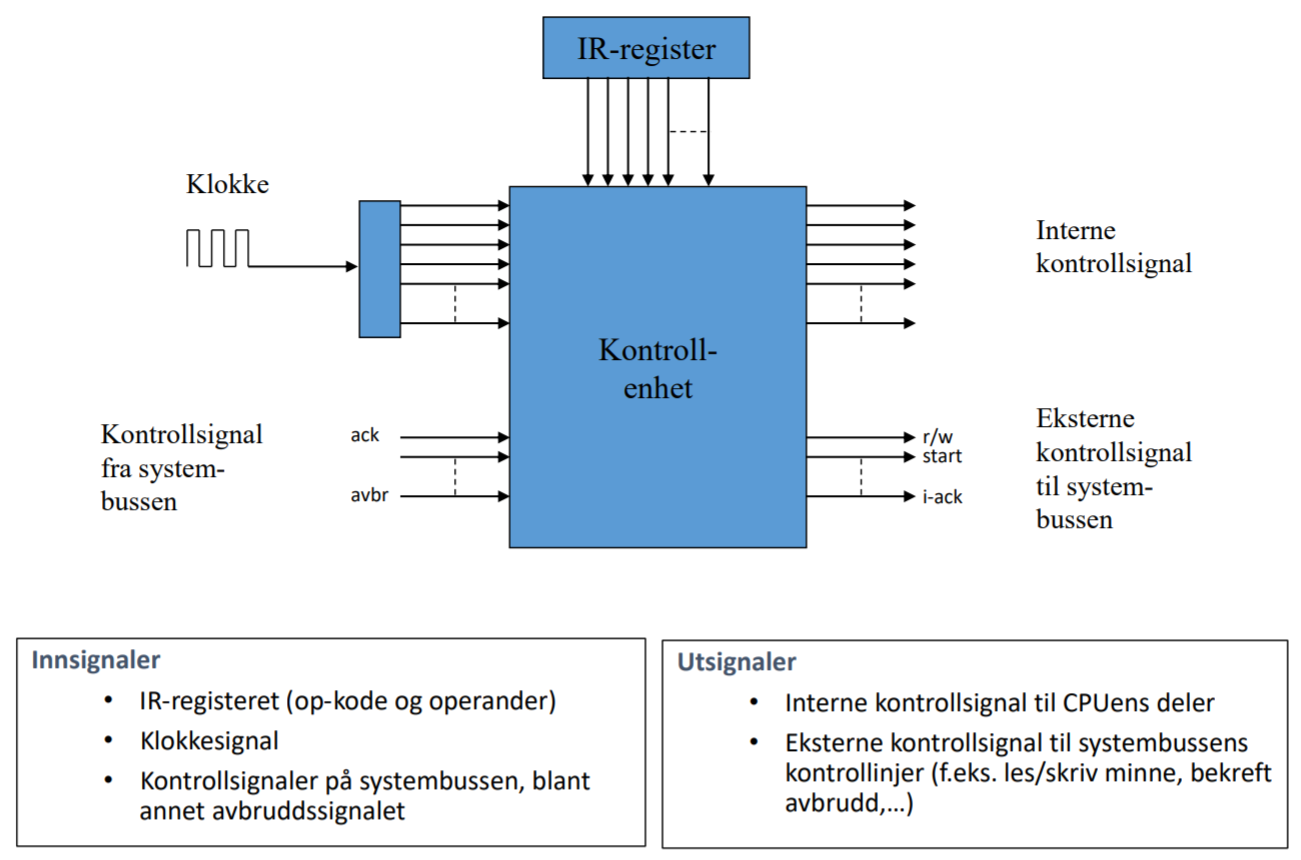 IR-register
Klokke
Interne
kontrollsignal
Kontroll-
enhet
Kontrollsignal
fra system-
bussen
ack
avbr
r/w
start
i-ack
Eksterne
kontrollsignal
til system-
bussen
Innsignaler
• IR-registeret (op-kode og operander)
• Klokkesignal
• Kontrollsignaler på systembussen, blant
annet avbruddssignalet
Utsignaler
• Interne kontrollsignal til CPUens deler
• Eksterne kontrollsignal til systembussens
kontrollinjer (f.eks. les/skriv minne, bekreft
avbrudd,...)